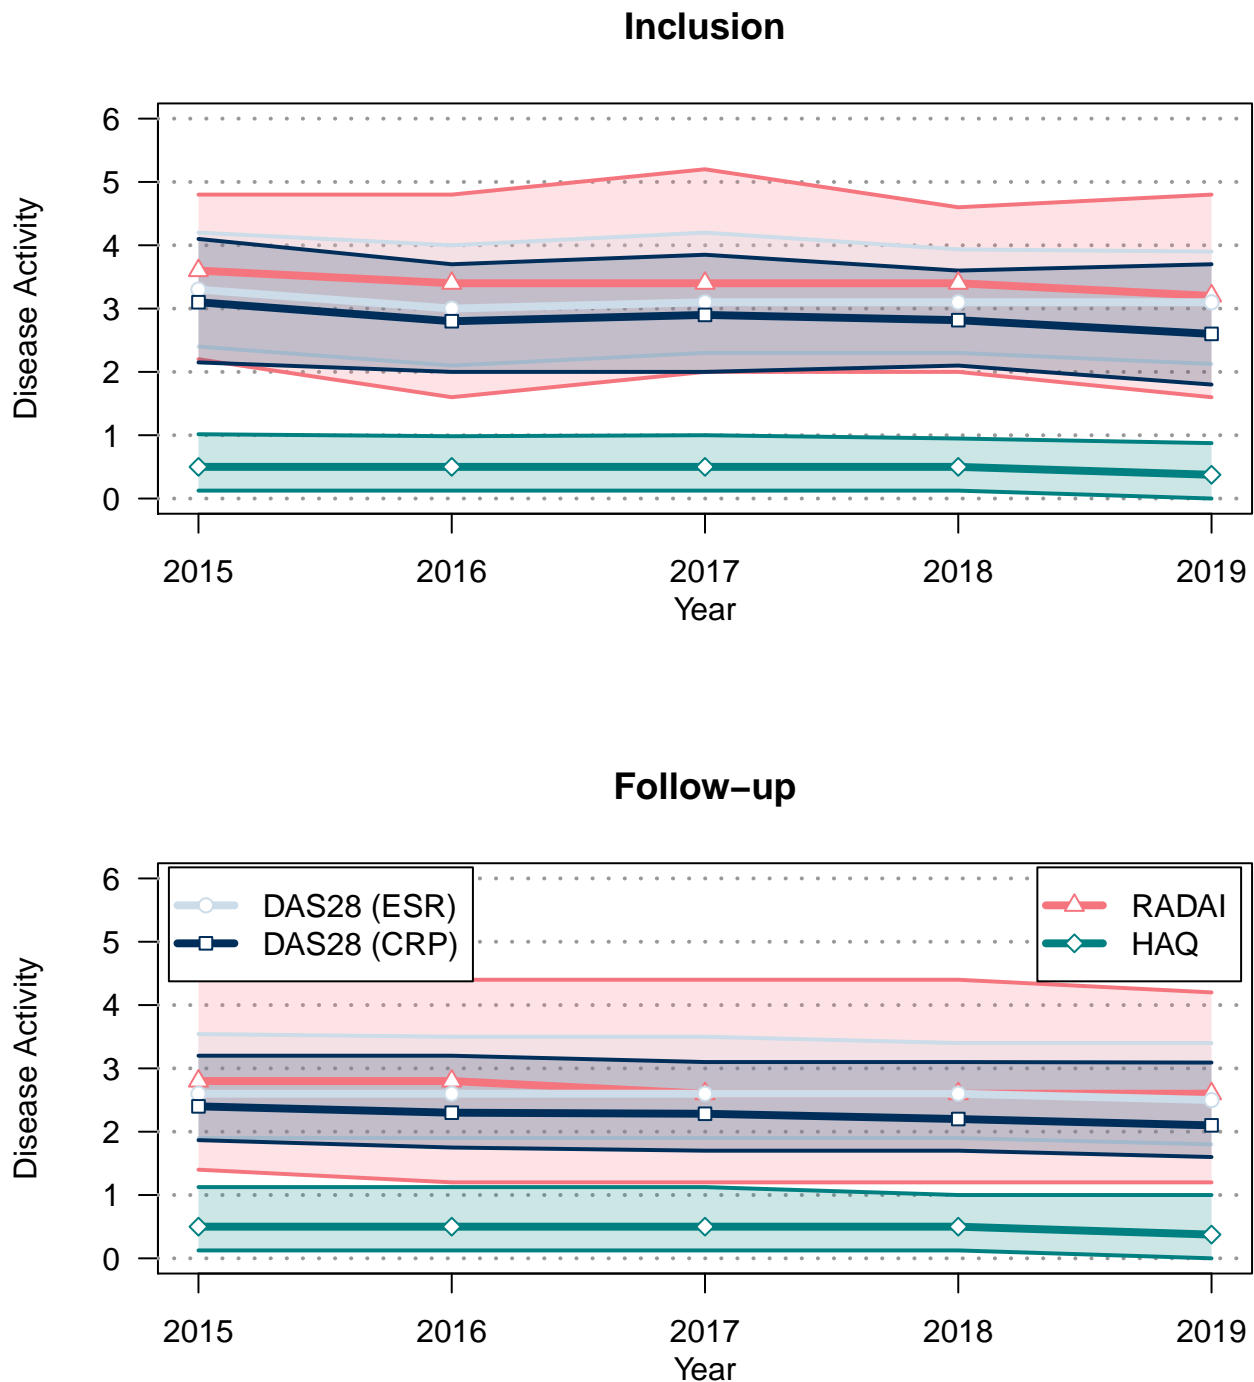 Inclusion
6
5
4
3
2
1
0
Disease Activity
2015 2016 2017 2018 2019
Year
Follow−up
6
5
4
3
2
1
0
Disease Activity
DAS28 (ESR)
DAS28 (CRP)
RADAI
HAQ
2015 2016 2017 2018 2019
Year